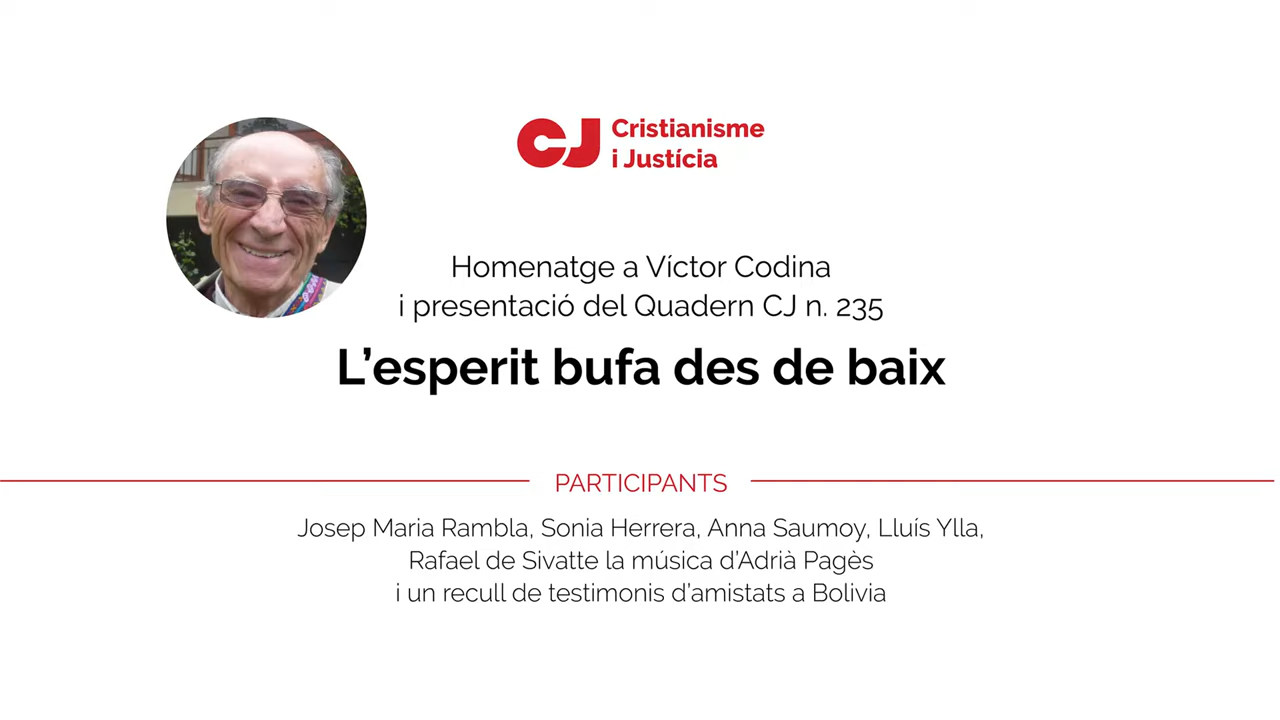 CJ Cristianisme
i Justícia
Homenatge a Víctor Codina
i presentació del Quadern CJ n. 235
L’esperit bufa des de baix
PARTICIPANTS
Josep Maria Rambla, Sonia Herrera, Anna Saumoy, Lluís Ylla,
Rafael de Sivatte la música d’Adrià Pagès
i un recull de testimonis d’amistats a Bolivia